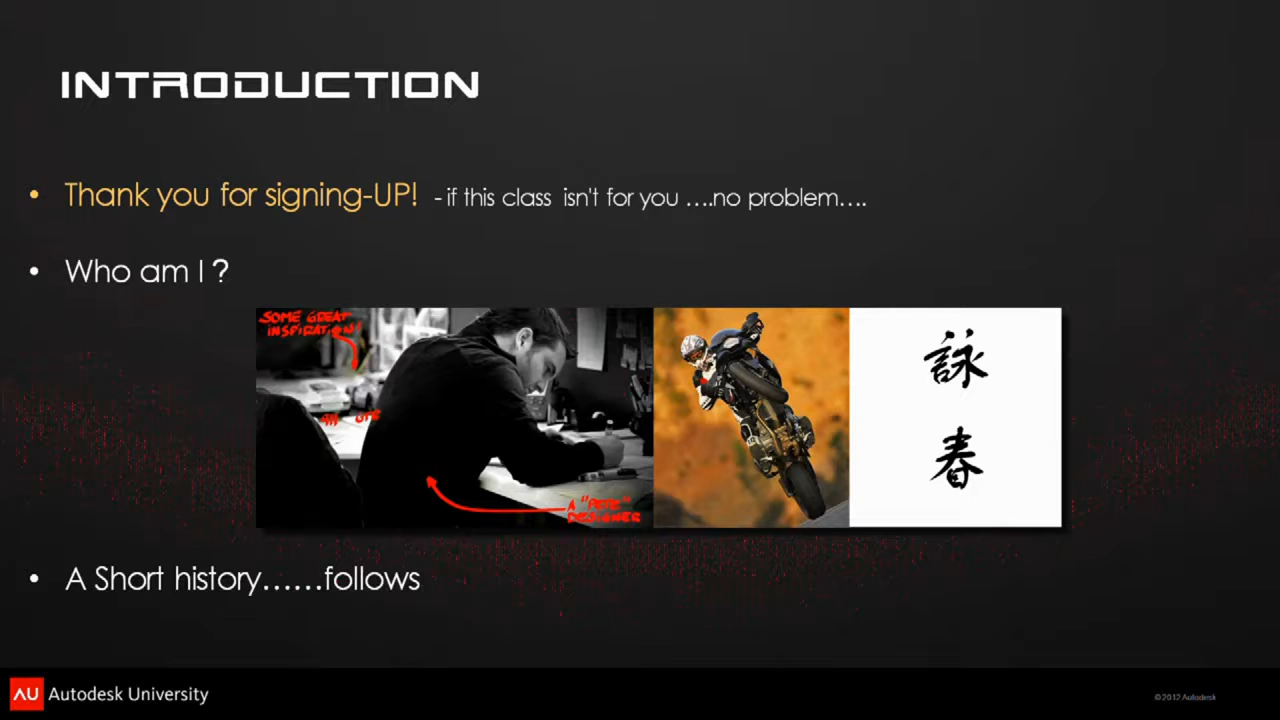 INTRODUCTION
• Thank you for signing-UP! - if this class isn't for you ....no problem....
• Who am I ?
SOME GREAT
INSPIRATION!
A "PETE"
DESIGNER
詠
春
• A Short history......follows
AU Autodesk University
©2012 Autodesk